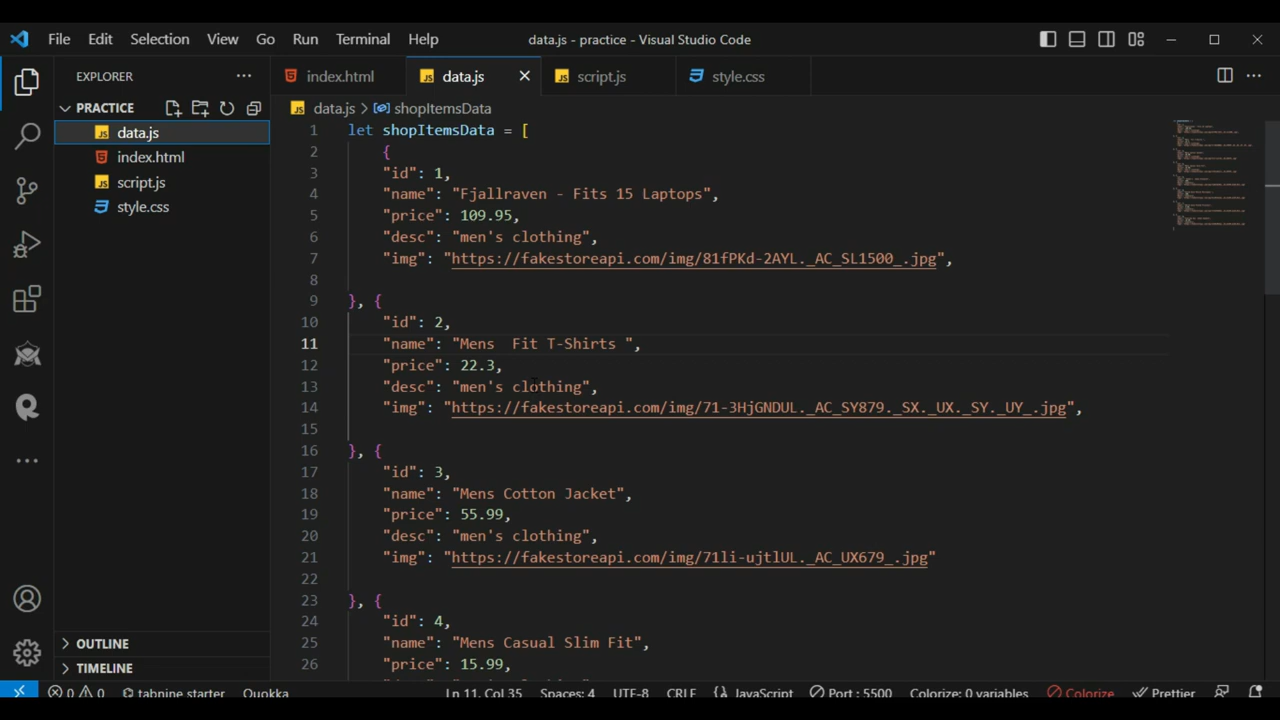 File Edit Selection View Go Run Terminal Help data.js - practice - Visual Studio Code
EXPLORER
index.html data.js script.js style.css
PRACTICE
data.js
index.html
script.js
style.css
OUTLINE
TIMELINE
data.js > shopItemsData
1 let shopItemsData = [
2 {
3 "id": 1,
4 "name": "Fjallraven - Fits 15 Laptops",
5 "price": 109.95,
6 "desc": "men's clothing",
7 "img": "https://fakestoreapi.com/img/81fPKd-2AYL._AC_SL1500_.jpg",
8
9 }, {
10 "id": 2,
11 "name": "Mens  Fit T-Shirts ",
12 "price": 22.3,
13 "desc": "men's clothing",
14 "img": "https://fakestoreapi.com/img/71-3HjGNDUL._AC_SY879._SX._UX._SY._UY_.jpg",
15
16 }, {
17 "id": 3,
18 "name": "Mens Cotton Jacket",
19 "price": 55.99,
20 "desc": "men's clothing",
21 "img": "https://fakestoreapi.com/img/71li-ujtlUL._AC_UX679_.jpg"
22
23 }, {
24 "id": 4,
25 "name": "Mens Casual Slim Fit",
26 "price": 15.99,
0 0 tabnine starter Quokka Ln 11, Col 35 Spaces: 4 UTF-8 CRLF {} JavaScript Port : 5500 Colorize: 0 variables Colorize Prettier